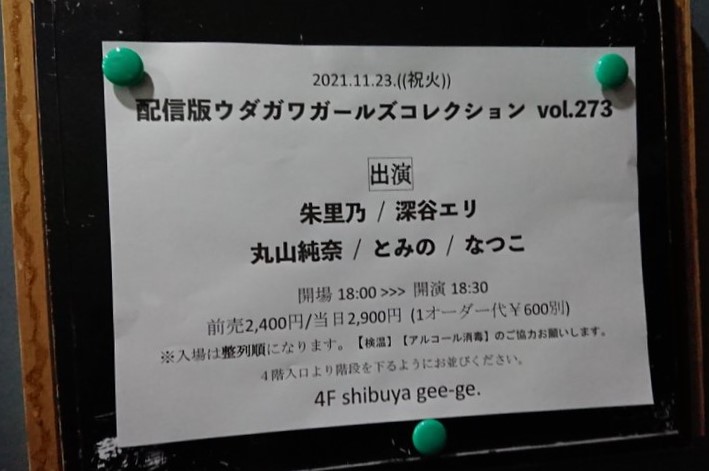 2021.11.23.((祝火))
配信版ウダガワガールズコレクション vol.273
出演
朱里乃 / 深谷エリ
丸山純奈 / とみの / なつこ
開場 18:00 >>> 開演 18:30
前売2,400円/当日2,900円 (1オーダー代￥600別)
※入場は整列順になります。【検温】【アルコール消毒】のご協力お願いします。
４階入口より階段を下るようにお並びください。
4F shibuya gee-ge.